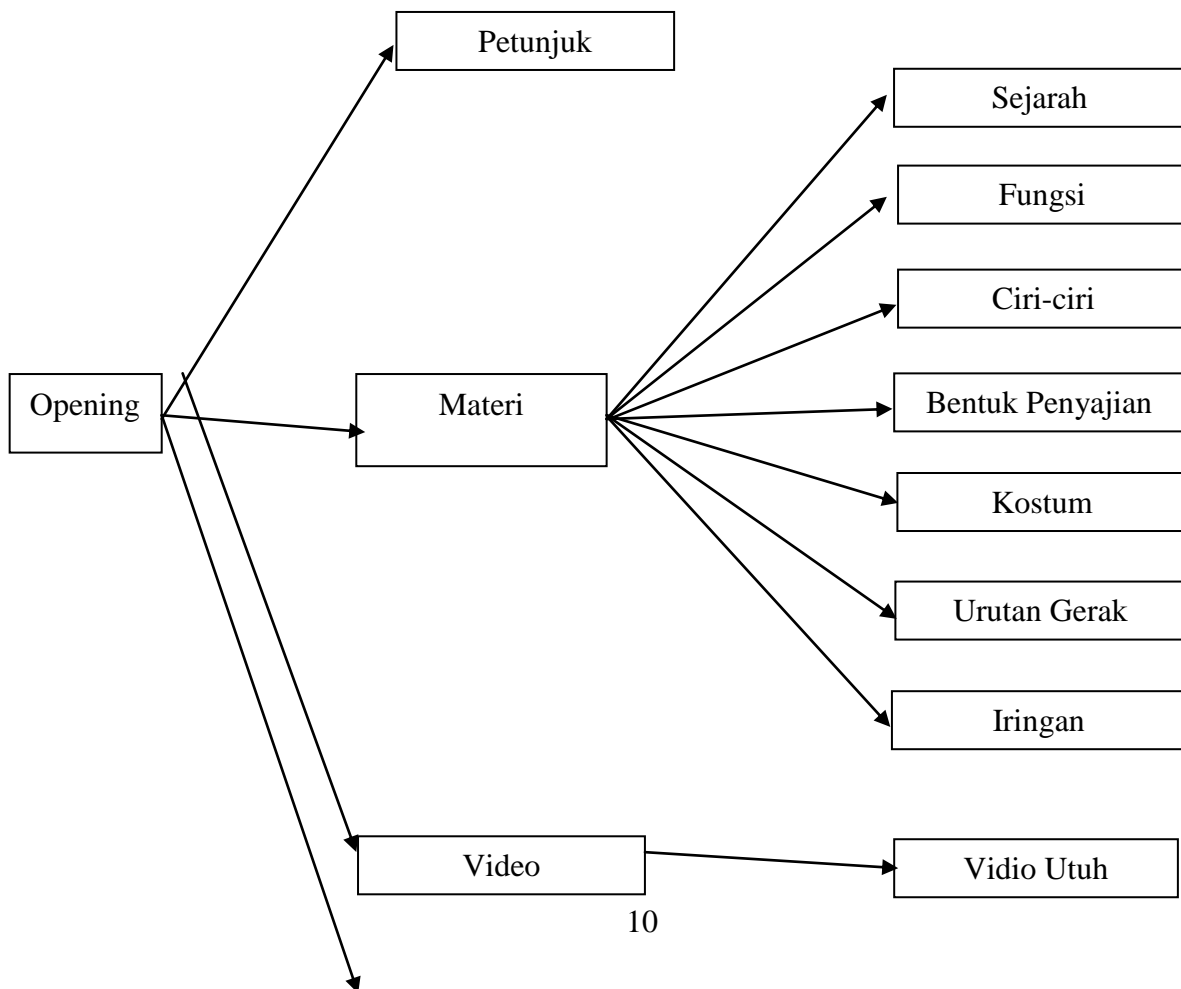 Petunjuk
Sejarah
Fungsi
Ciri-ciri
Opening
Materi
Bentuk Penyajian
Kostum
Urutan Gerak
Iringan
Video
Vidio Utuh
10